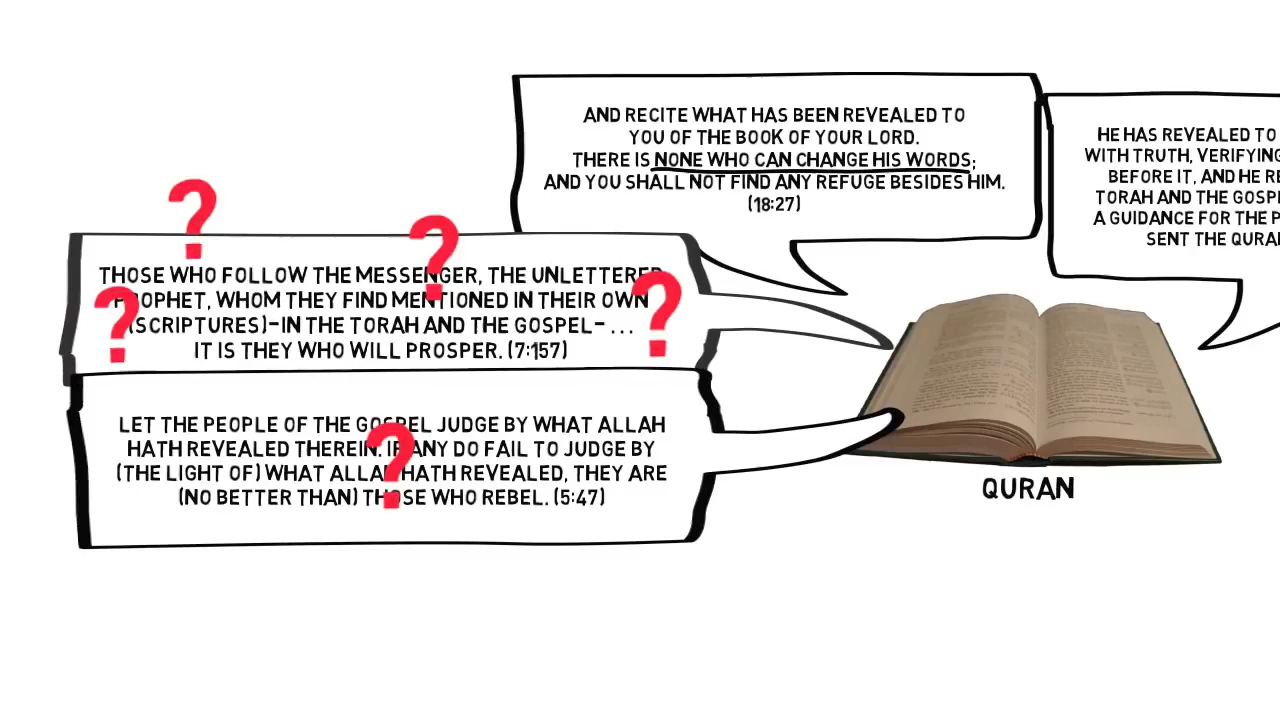 AND RECITE WHAT HAS BEEN REVEALED TO
YOU OF THE BOOK OF YOUR LORD.
THERE IS NONE WHO CAN CHANGE HIS WORDS;
AND YOU SHALL NOT FIND ANY REFUGE BESIDES HIM.
(18:27)
HE HAS REVEALED TO
WITH TRUTH, VERIFYING
BEFORE IT, AND HE RE
TORAH AND THE GOSP
A GUIDANCE FOR THE P
SENT THE QURA
THOSE WHO FOLLOW THE MESSENGER, THE UNLETTERED
PROPHET, WHOM THEY FIND MENTIONED IN THEIR OWN
(SCRIPTURES)-IN THE TORAH AND THE GOSPEL- ...
IT IS THEY WHO WILL PROSPER. (7:157)
LET THE PEOPLE OF THE GOSPEL JUDGE BY WHAT ALLAH
HATH REVEALED THEREIN. IF ANY DO FAIL TO JUDGE BY
(THE LIGHT OF) WHAT ALLAH HATH REVEALED, THEY ARE
(NO BETTER THAN) THOSE WHO REBEL. (5:47)
QURAN
? ? ? ? ?